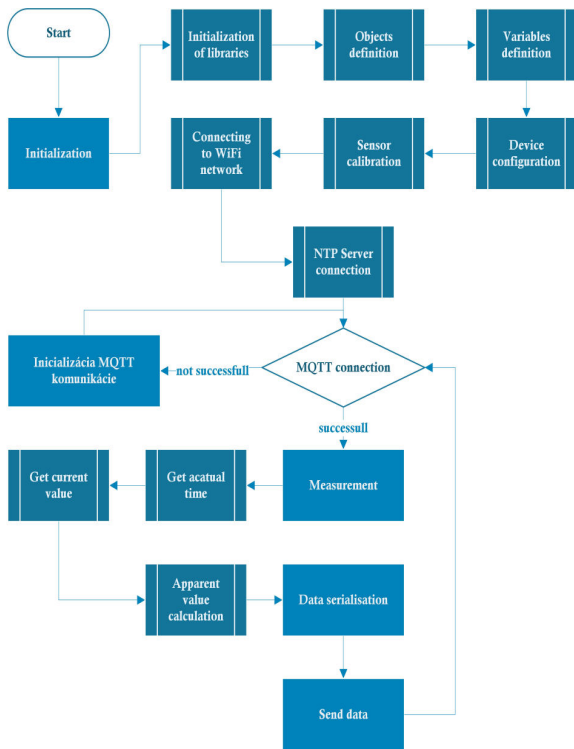 Start
Initialization
of libraries
Objects
definition
Variables
definition
Initialization
Connecting
to WiFi
network
Sensor
calibration
Device
configuration
NTP Server
connection
Inicializácia MQTT
komunikácie
not successfull
MQTT connection
successull
Get current
value
Get acatual
time
Measurement
Apparent
value
calculation
Data serialisation
Send data